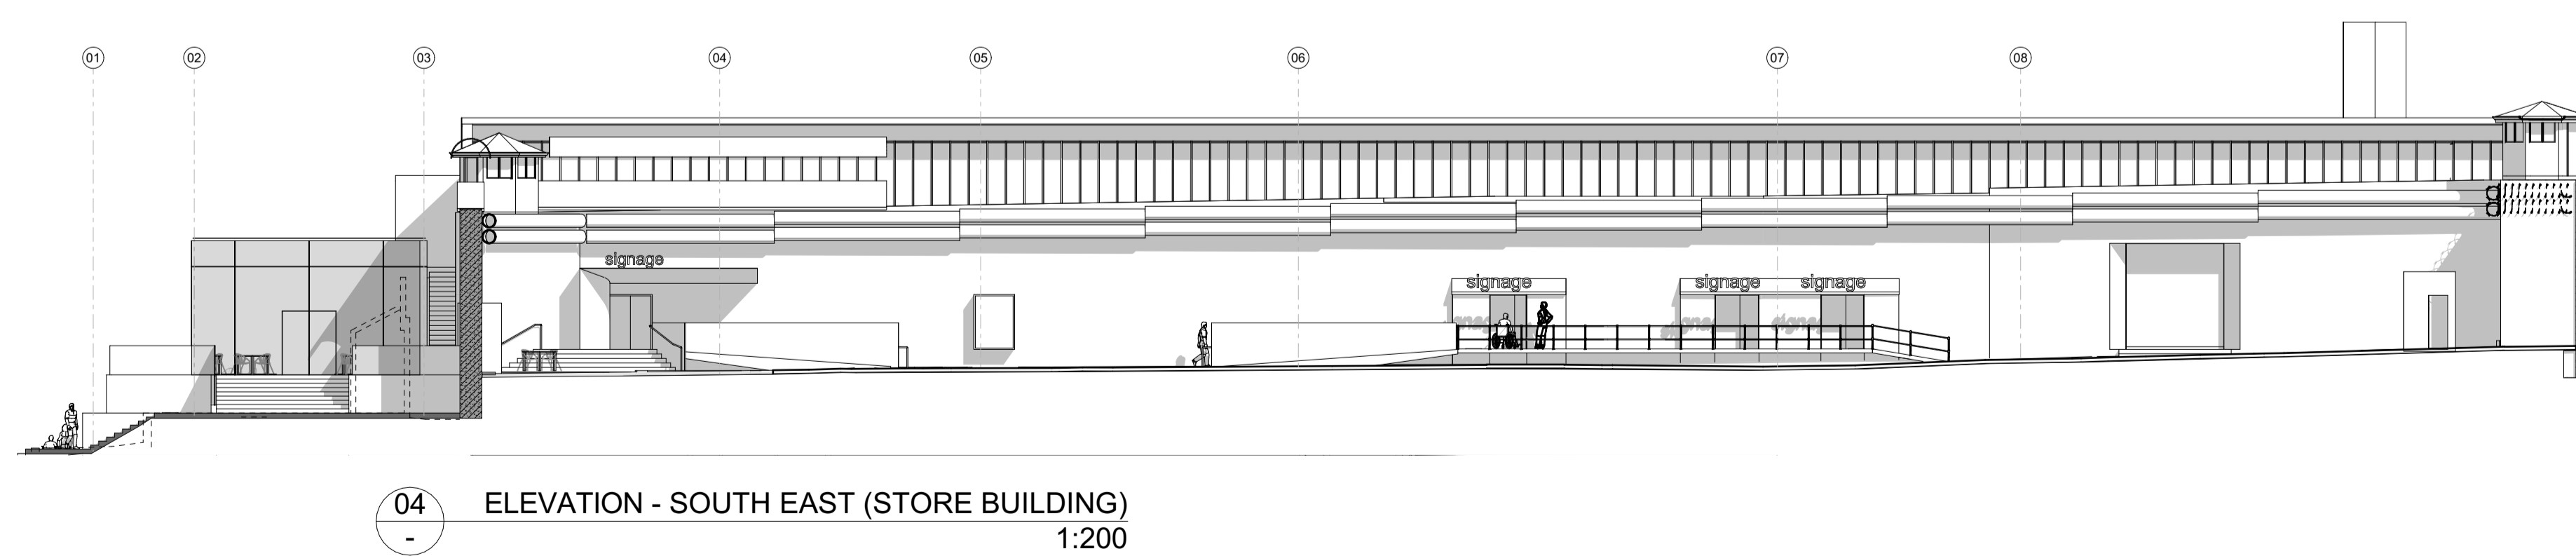 01 02 03 04 05 06 07 08
signage
signage signage signage
04 ELEVATION - SOUTH EAST (STORE BUILDING)
- 1:200